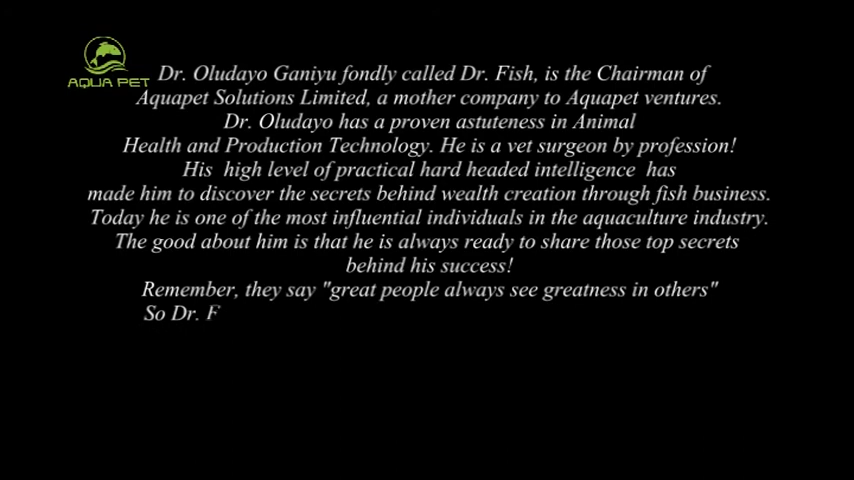 AQUA PET
Dr. Oludayo Ganiyu fondly called Dr. Fish, is the Chairman of
Aquapet Solutions Limited, a mother company to Aquapet ventures.
Dr. Oludayo has a proven astuteness in Animal
Health and Production Technology. He is a vet surgeon by profession!
His high level of practical hard headed intelligence has
made him to discover the secrets behind wealth creation through fish business.
Today he is one of the most influential individuals in the aquaculture industry.
The good about him is that he is always ready to share those top secrets
behind his success!
Remember, they say "great people always see greatness in others"
So Dr. F